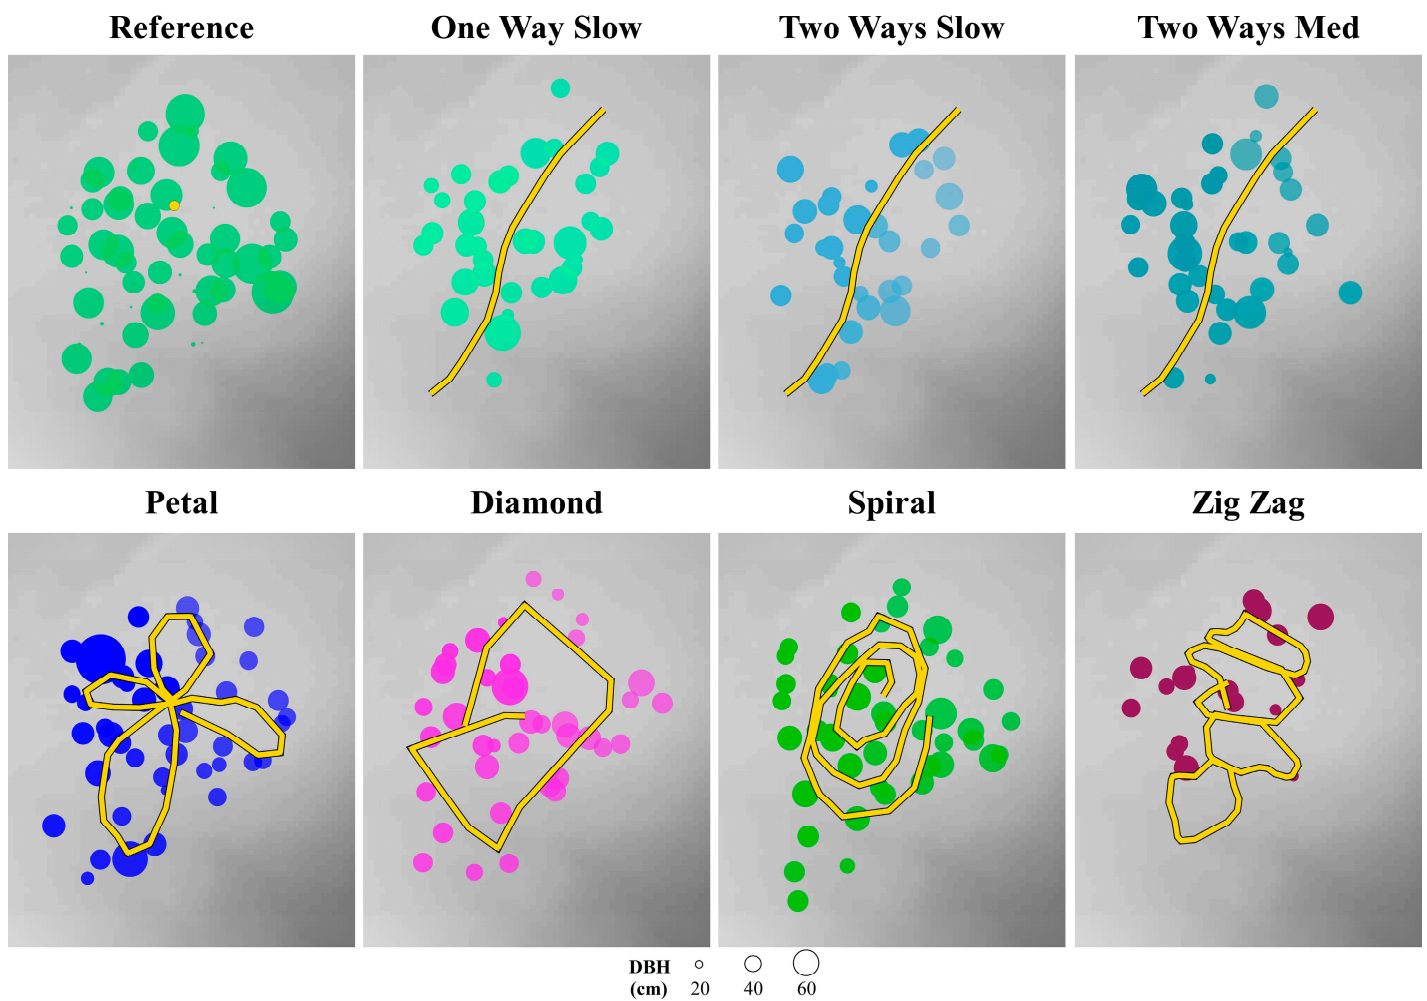 Reference One Way Slow Two Ways Slow Two Ways Med
Petal Diamond Spiral Zig Zag
DBH
(cm) 20 40 60